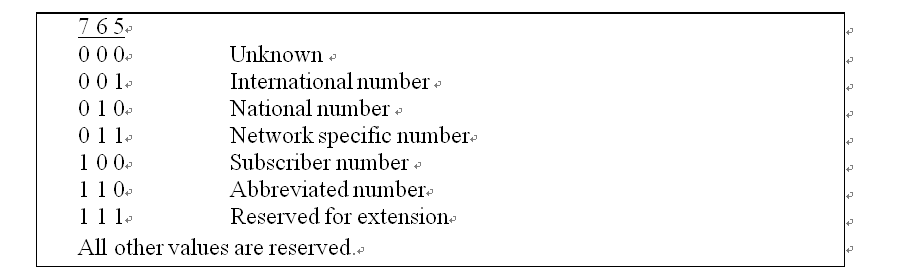 7 6 5
0 0 0 Unknown
0 0 1 International number
0 1 0 National number
0 1 1 Network specific number
1 0 0 Subscriber number
1 1 0 Abbreviated number
1 1 1 Reserved for extension
All other values are reserved.